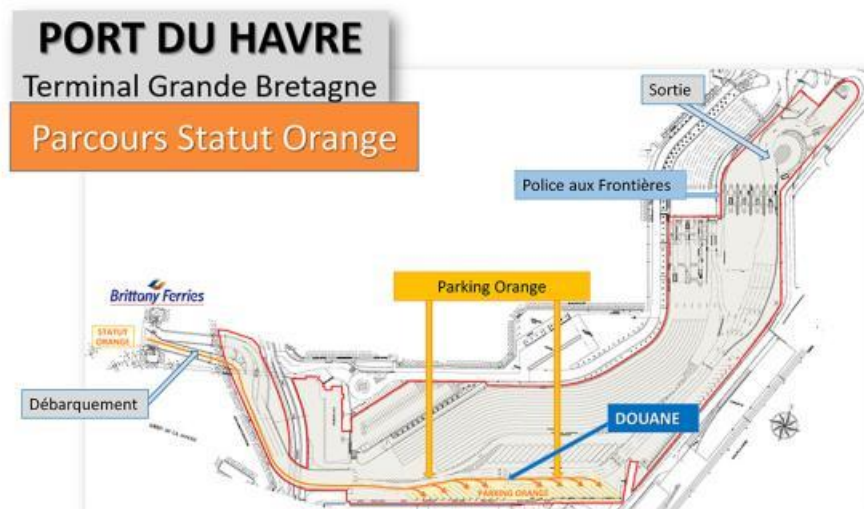 PORT DU HAVRE
Terminal Grande Bretagne
Parcours Statut Orange
Sortie
Police aux Frontières
Parking Orange
Brittany Ferries
STATUT
ORANGE
Débarquement
DOUANE
PARKING ORANGE